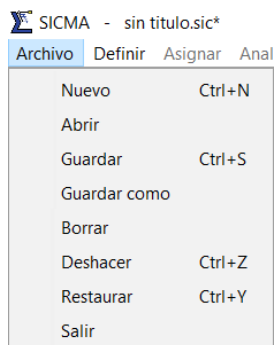 SICMA - sin titulo.sic*
Archivo Definir Asignar Anal
Nuevo Ctrl+N
Abrir
Guardar Ctrl+S
Guardar como
Borrar
Deshacer Ctrl+Z
Restaurar Ctrl+Y
Salir